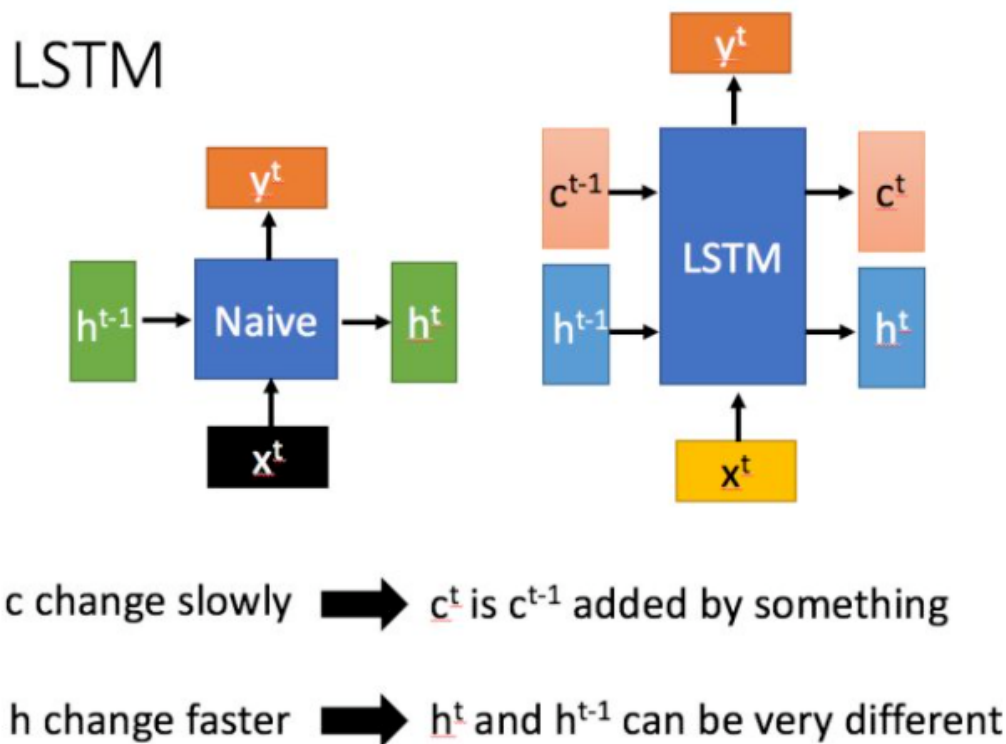 LSTM
yᵗ
hᵗ⁻¹ Naive hᵗ
xᵗ
yᵗ
cᵗ⁻¹ cᵗ
LSTM
hᵗ⁻¹ hᵗ
xᵗ
c change slowly cᵗ is cᵗ⁻¹ added by something
h change faster hᵗ and hᵗ⁻¹ can be very different